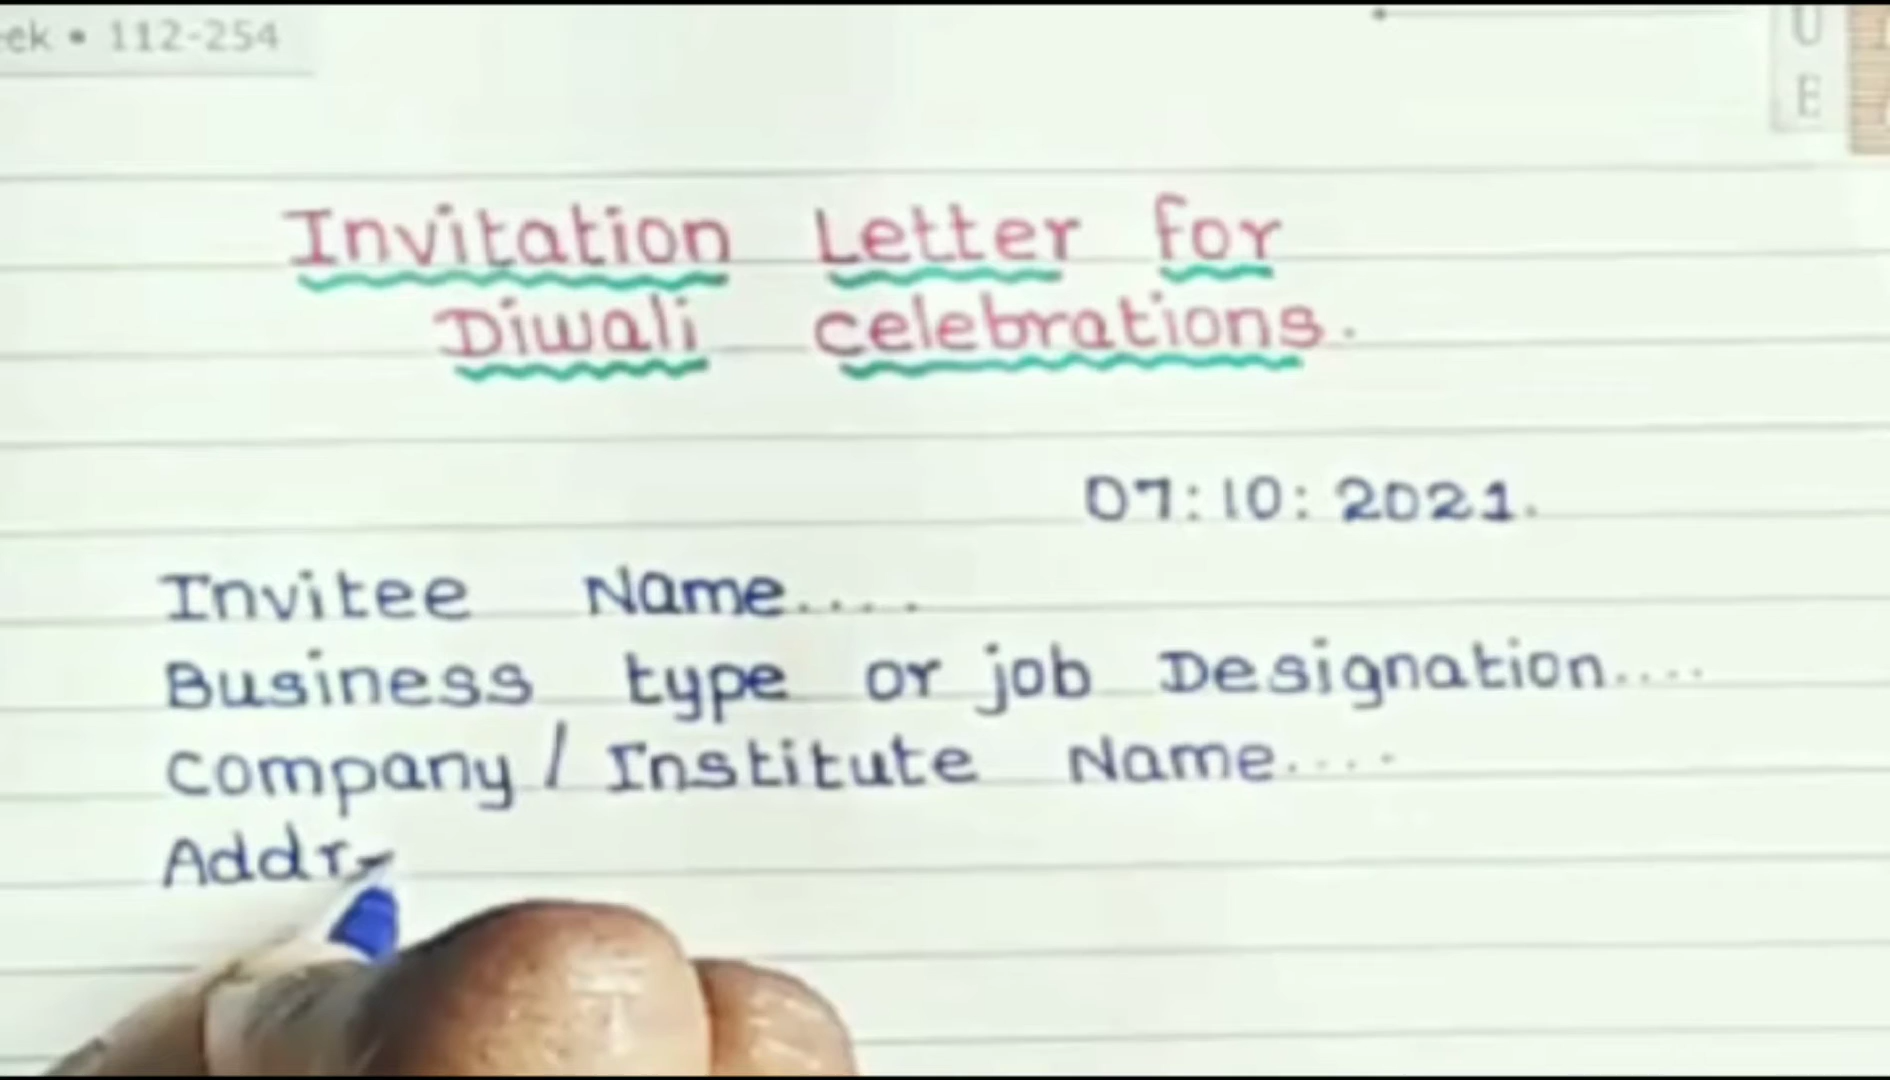 eek • 112-254
U
E
Invitation Letter for
Diwali celebrations.
07:10:2021.
Invitee Name....
Business type or job Designation....
Company / Institute Name....
Addr